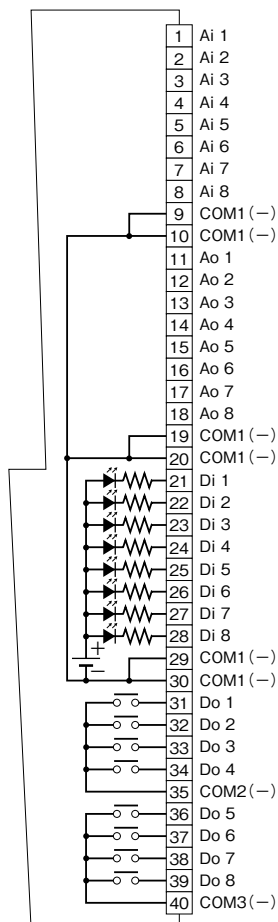 1 Ai 1
2 Ai 2
3 Ai 3
4 Ai 4
5 Ai 5
6 Ai 6
7 Ai 7
8 Ai 8
9 COM1(−)
10 COM1(−)
11 Ao 1
12 Ao 2
13 Ao 3
14 Ao 4
15 Ao 5
16 Ao 6
17 Ao 7
18 Ao 8
19 COM1(−)
20 COM1(−)
21 Di 1
22 Di 2
23 Di 3
24 Di 4
25 Di 5
26 Di 6
27 Di 7
28 Di 8
+
−
29 COM1(−)
30 COM1(−)
31 Do 1
32 Do 2
33 Do 3
34 Do 4
35 COM2(−)
36 Do 5
37 Do 6
38 Do 7
39 Do 8
40 COM3(−)